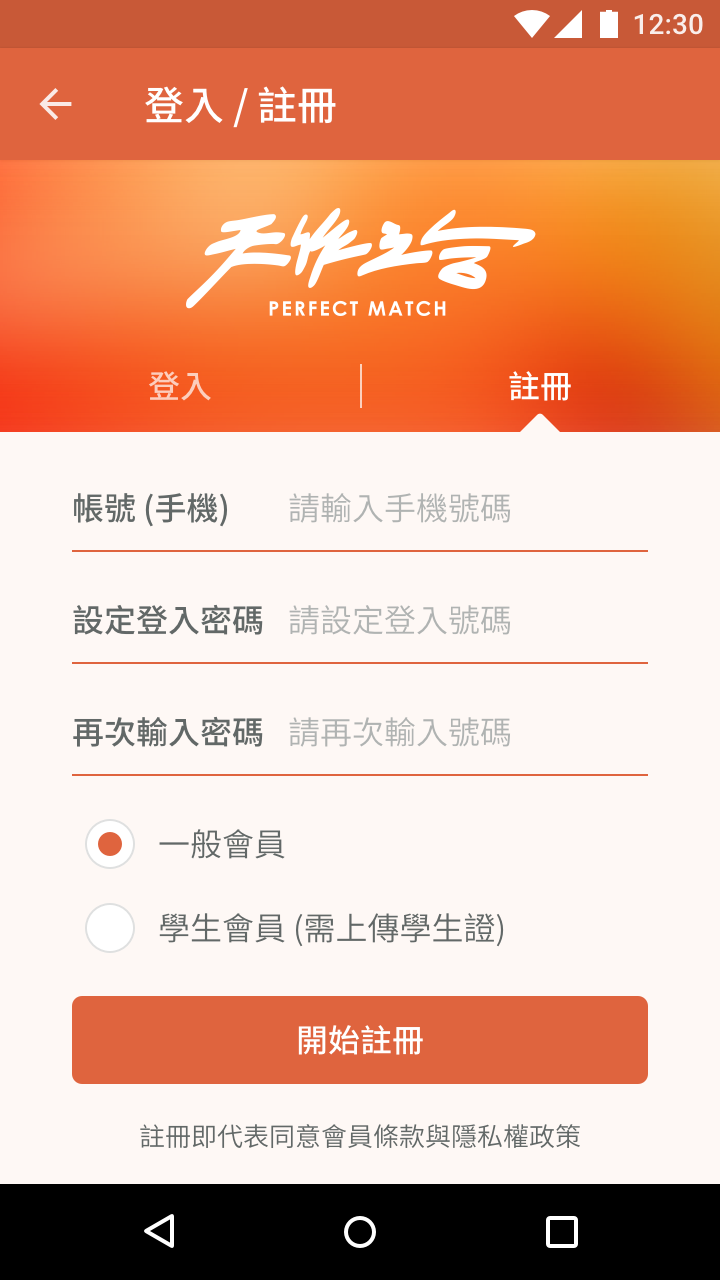 12:30
登入 / 註冊
天作之合
PERFECT MATCH
登入
註冊
帳號 (手機) 請輸入手機號碼
設定登入密碼 請設定登入號碼
再次輸入密碼 請再次輸入號碼
一般會員
學生會員 (需上傳學生證)
開始註冊
註冊即代表同意會員條款與隱私權政策